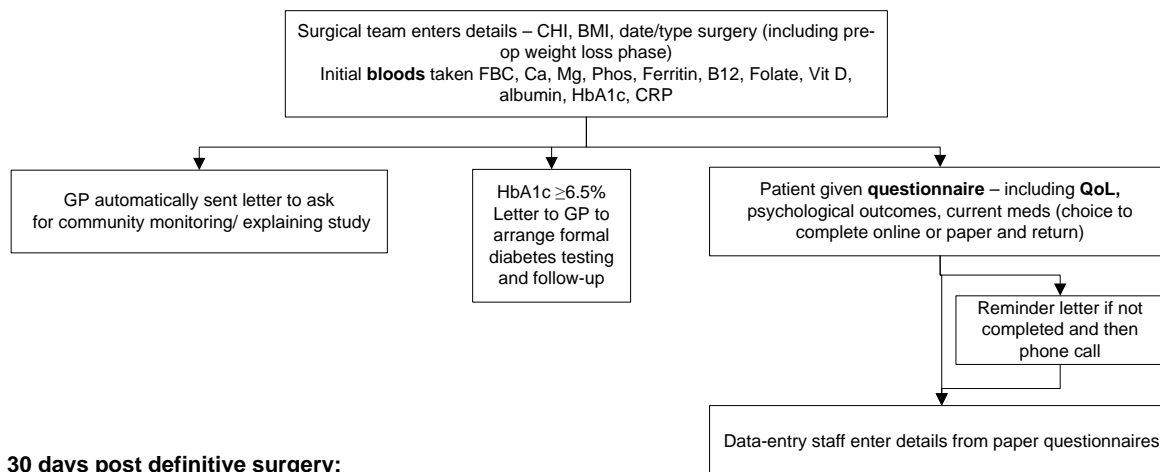 Surgical team enters details – CHI, BMI, date/type surgery (including pre-
op weight loss phase)
Initial bloods taken FBC, Ca, Mg, Phos, Ferritin, B12, Folate, Vit D,
albumin, HbA1c, CRP
GP automatically sent letter to ask
for community monitoring/ explaining study
HbA1c ≥6.5%
Letter to GP to
arrange formal
diabetes testing
and follow-up
Patient given questionnaire – including QoL,
psychological outcomes, current meds (choice to
complete online or paper and return)
Reminder letter if not
completed and then
phone call
Data-entry staff enter details from paper questionnaires
30 days post definitive surgery: